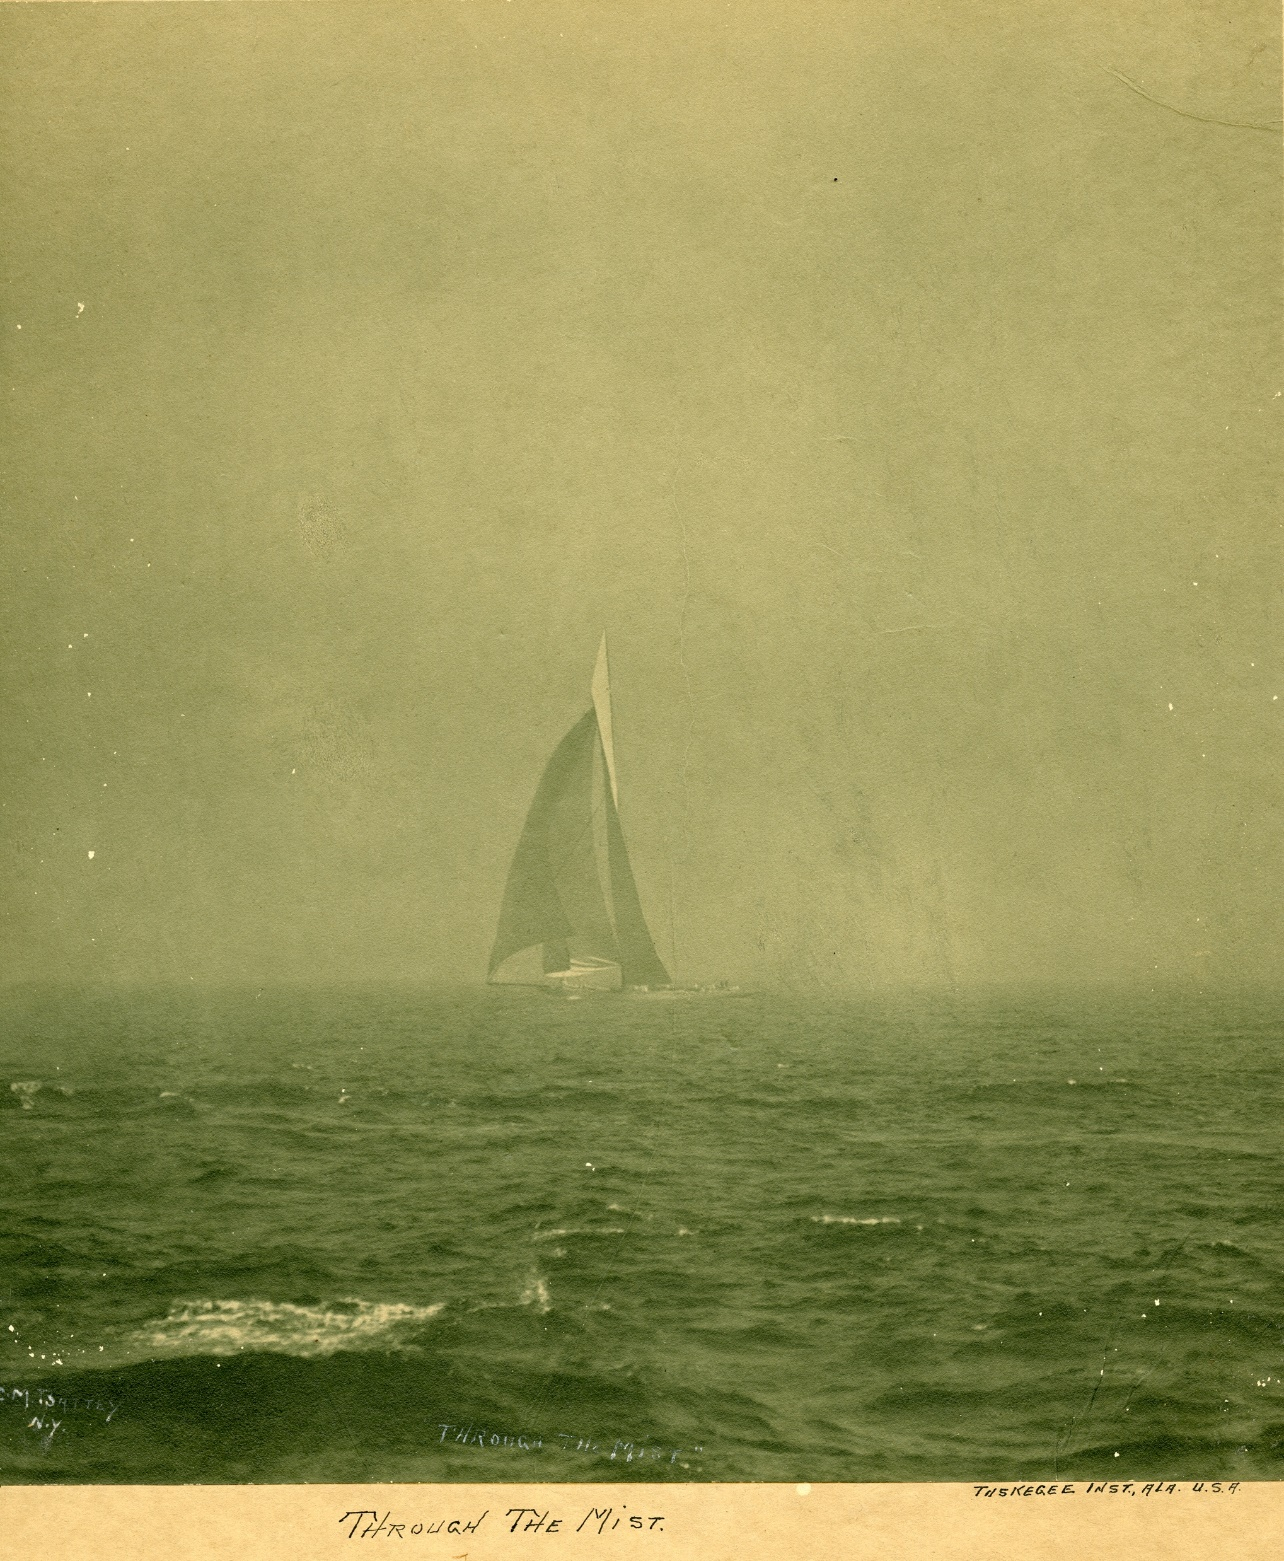 C.M. BATTEY
N.Y.
THROUGH THE MIST"
TUSKEGEE INST., ALA. U.S.A.
THROUGH THE MIST.